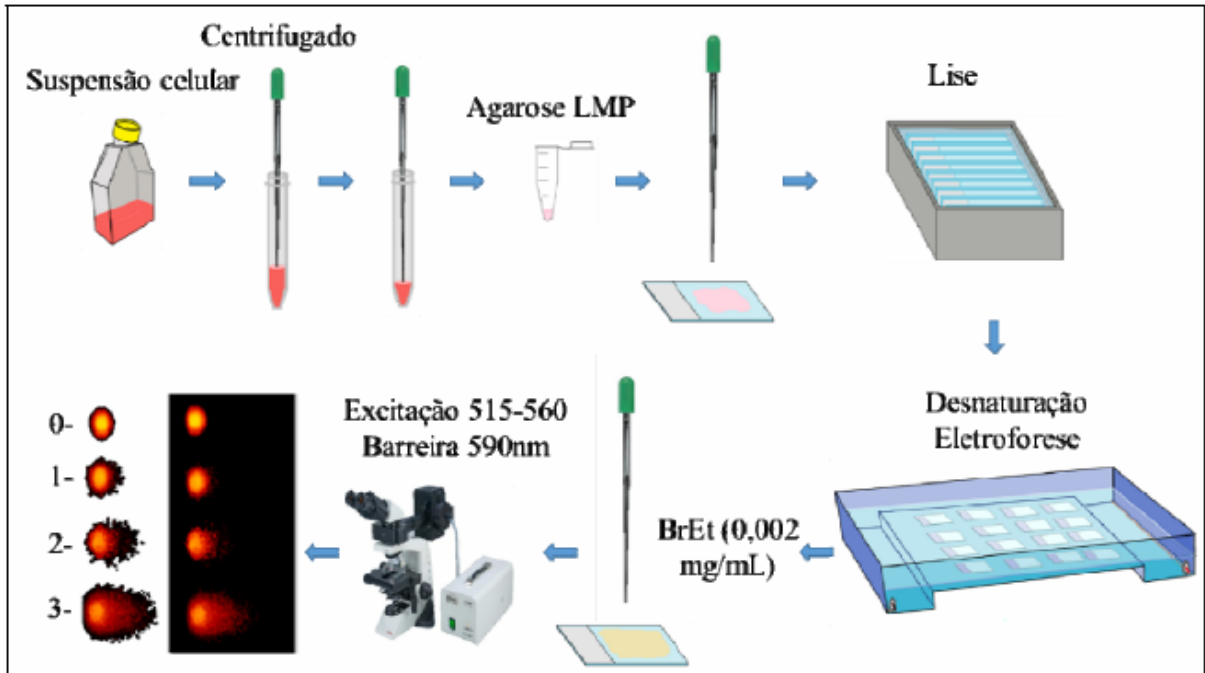 Centrifugado
Suspensão celular
Agarose LMP
Lise
Desnaturação
Eletroforese
BrEt (0,002
mg/mL)
Excitação 515-560
Barreira 590nm
0-
1-
2-
3-